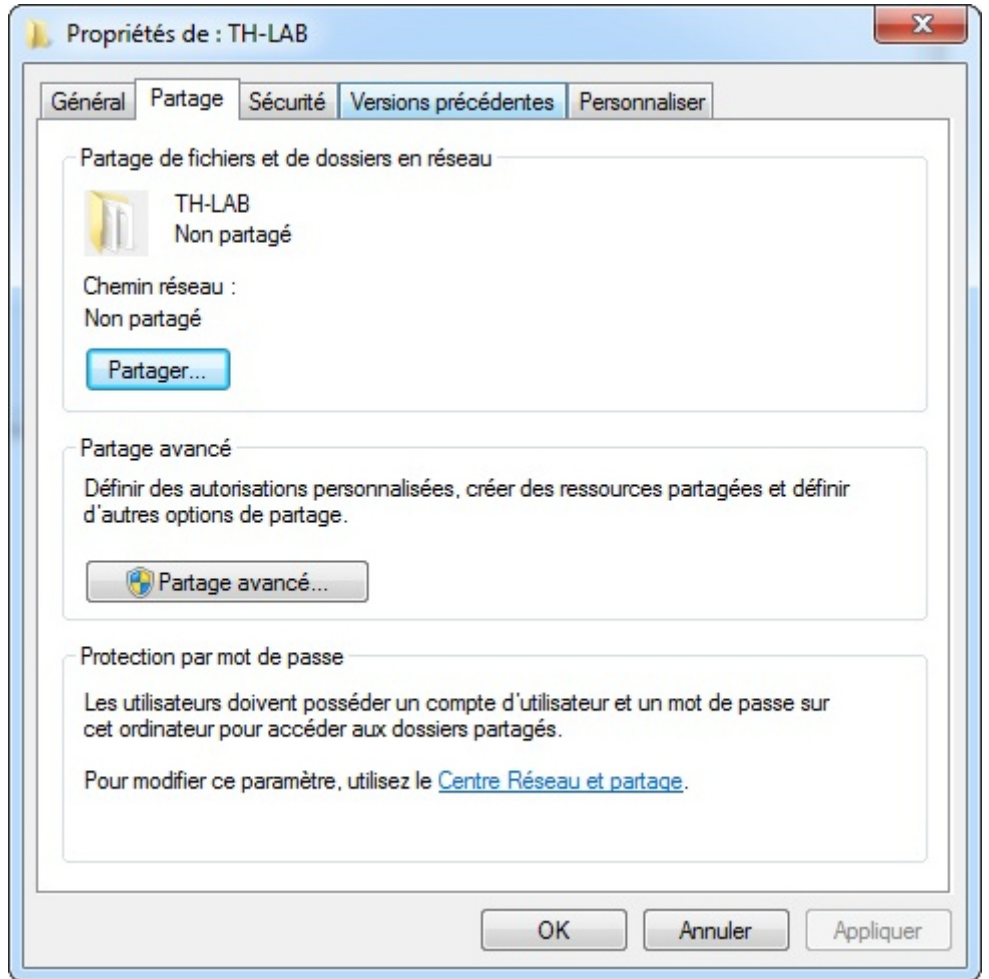 Propriétés de : TH-LAB
Général
Partage
Sécurité
Versions précédentes
Personnaliser
Partage de fichiers et de dossiers en réseau
TH-LAB
Non partagé
Chemin réseau :
Non partagé
Partager...
Partage avancé
Définir des autorisations personnalisées, créer des ressources partagées et définir
d'autres options de partage.
Partage avancé...
Protection par mot de passe
Les utilisateurs doivent posséder un compte d'utilisateur et un mot de passe sur
cet ordinateur pour accéder aux dossiers partagés.
Pour modifier ce paramètre, utilisez le Centre Réseau et partage.
OK
Annuler
Appliquer